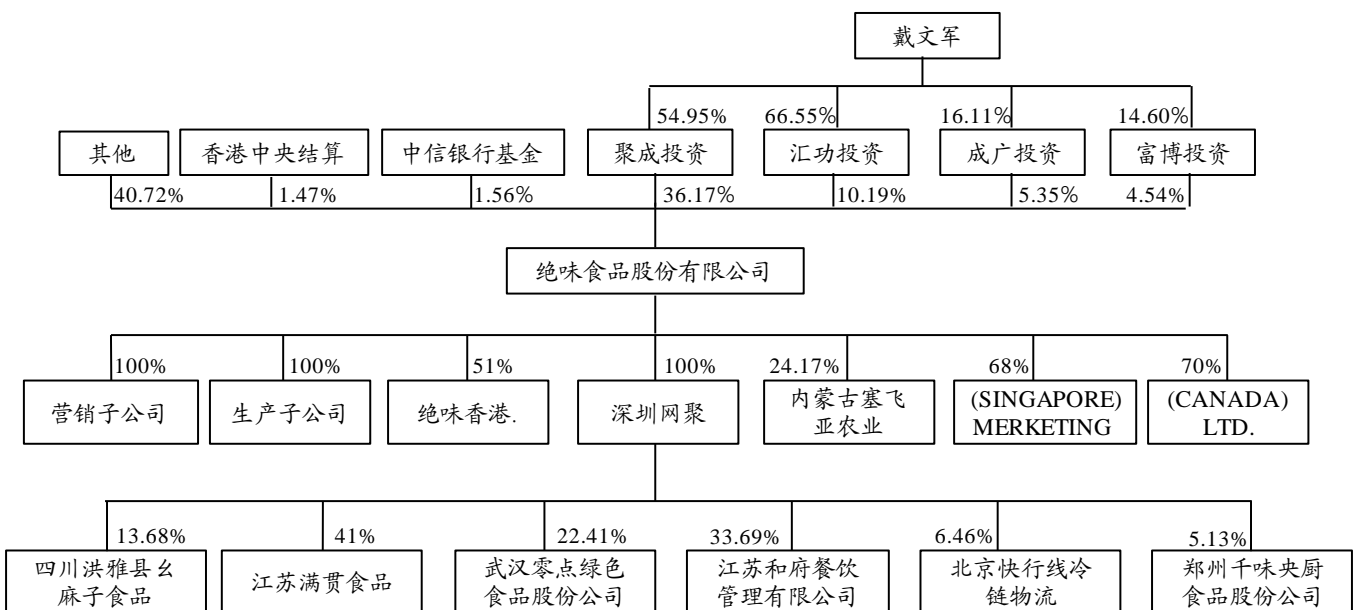 戴文军
54.95%
66.55%
16.11%
14.60%
其他
香港中央结算
中信银行基金
聚成投资
汇功投资
成广投资
富博投资
40.72%
1.47%
1.56%
36.17%
10.19%
5.35%
4.54%
绝味食品股份有限公司
100%
100%
51%
100%
24.17%
68%
70%
营销子公司
生产子公司
绝味香港.
深圳网聚
内蒙古塞飞
亚农业
(SINGAPORE)
MERKETING
(CANADA)
LTD.
13.68%
41%
22.41%
33.69%
6.46%
5.13%
四川洪雅县幺
麻子食品
江苏满贯食品
武汉零点绿色
食品股份公司
江苏和府餐饮
管理有限公司
北京快行线冷
链物流
郑州千味央厨
食品股份公司